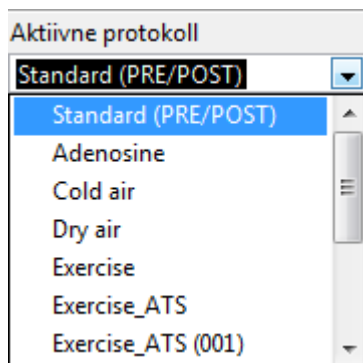 Aktiivne protokoll
Standard (PRE/POST)
Standard (PRE/POST)
Adenosine
Cold air
Dry air
Exercise
Exercise_ATS
Exercise_ATS (001)